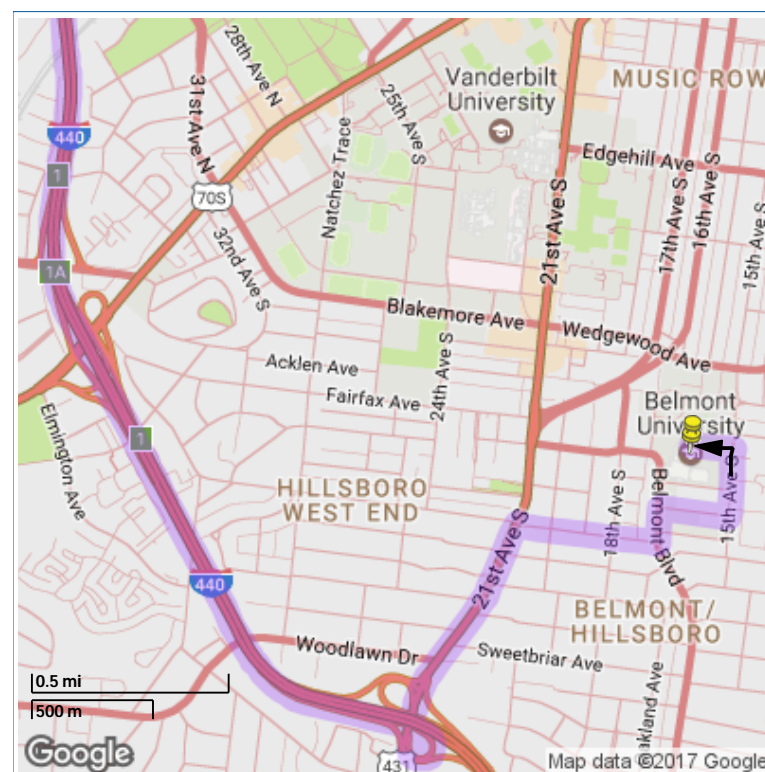 28th Ave N
31st Ave N
25th Ave S
Natchez Trace
Vanderbilt
University
MUSIC ROW
440
1
70S
Edgehill Ave
17th Ave S
16th Ave S
15th Ave S
21st Ave S
32nd Ave S
1A
Blakemore Ave
Wedgewood Ave
Acklen Ave
24th Ave S
Fairfax Ave
Elmington Ave
1
Belmont
University
HILLSBORO
WEST END
18th Ave S
Belmont Blvd
15th Ave S
21st Ave S
440
BELMONT/
HILLSBORO
Woodlawn Dr
Sweetbriar Ave
akland Ave
0.5 mi
500 m
Google
431
Map data ©2017 Google